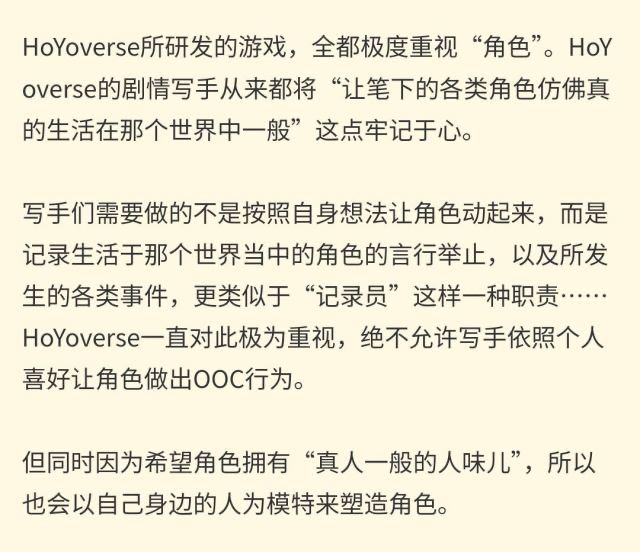 HoYoverse所研发的游戏，全都极度重视“角色”。HoY
overse的剧情写手从来都将“让笔下的各类角色仿佛真
的生活在那个世界中一般”这点牢记于心。
写手们需要做的不是按照自身想法让角色动起来，而是
记录生活于那个世界当中的角色的言行举止，以及所发
生的各类事件，更类似于“记录员”这样一种职责……
HoYoverse一直对此极为重视，绝不允许写手依照个人
喜好让角色做出OOC行为。
但同时因为希望角色拥有“真人一般的人味儿”，所以
也会以自己身边的人为模特来塑造角色。